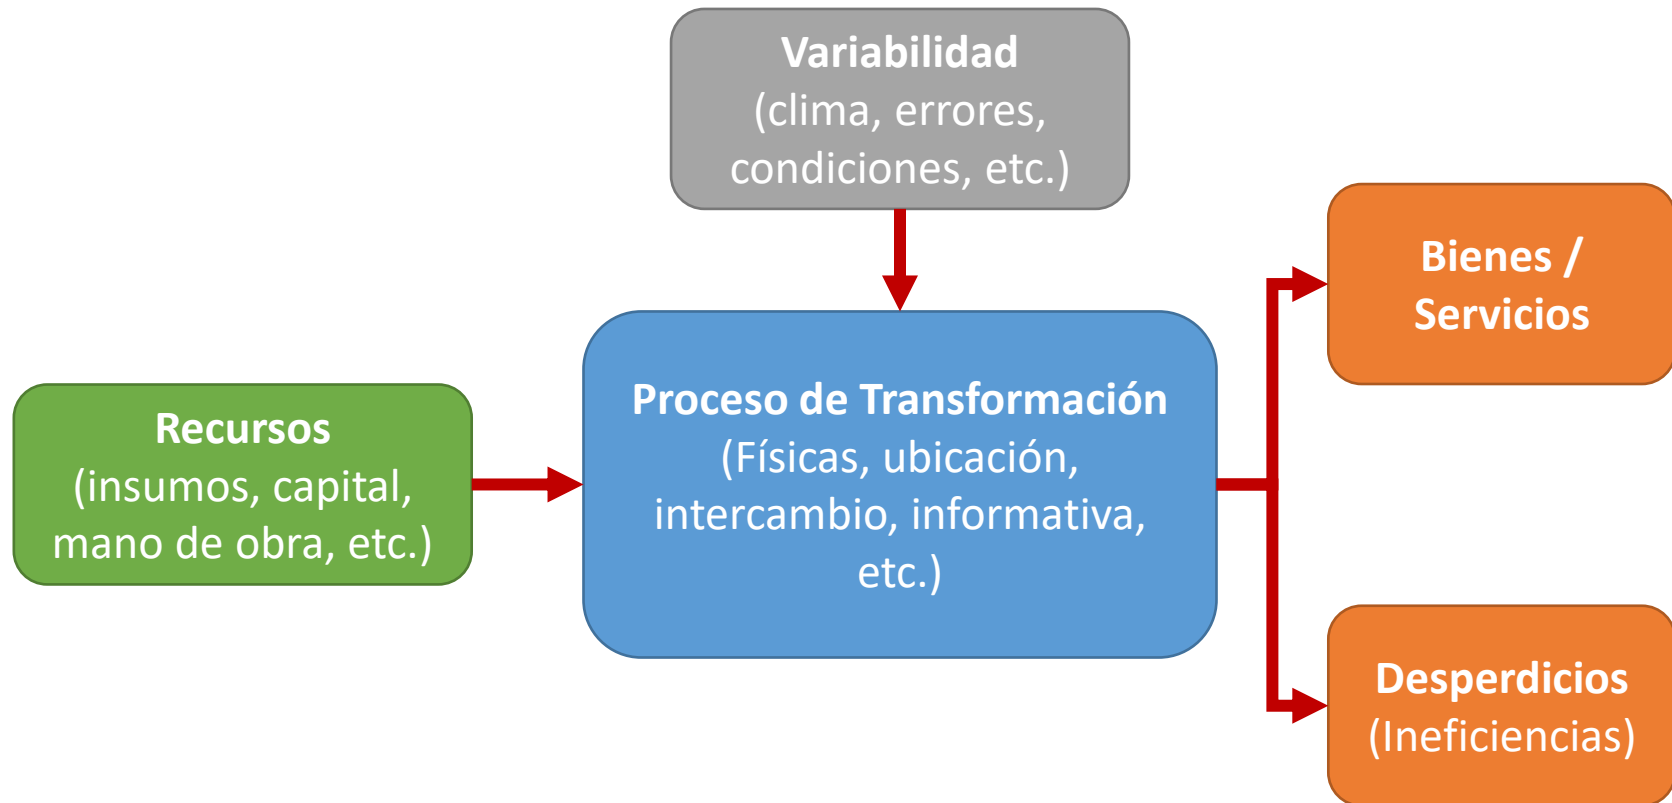 Variabilidad
(clima, errores,
condiciones, etc.)
Bienes /
Servicios
Proceso de Transformación
(Físicas, ubicación,
intercambio, informativa,
etc.)
Recursos
(insumos, capital,
mano de obra, etc.)
Desperdicios
(Ineficiencias)